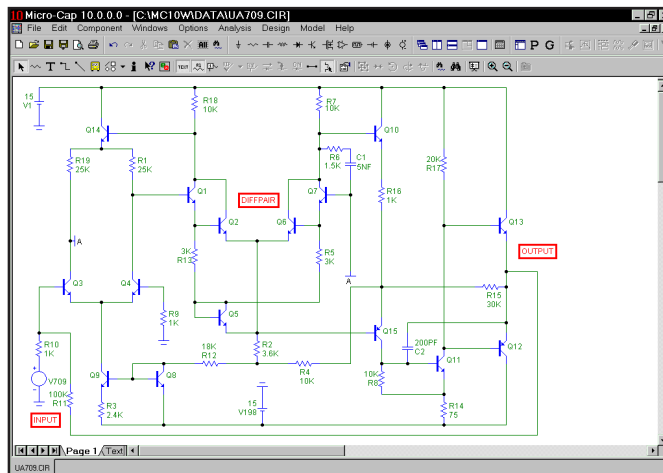 Micro-Cap 10.0.0.0 - [C:\MC10W\DATA\UA709.CIR]
File Edit Component Windows Options Analysis Design Model Help
15
V1
Q14
R18
10K
R7
10K
Q10
R19
25K
R1
25K
R6
1.5K
C1
5NF
20K
R17
Q1
DIFFPAIR
Q7
R16
1K
Q2
Q6
Q13
A
3K
R13
R5
3K
OUTPUT
A
Q3
Q4
R15
30K
R9
1K
Q5
Q15
R10
1K
R2
3.6K
200PF
C2
Q12
18K
R12
R4
10K
Q11
V709
Q9
Q8
10K
R8
100K
R11
R3
2.4K
15
V198
R14
75
INPUT
Page 1 Text
UA709.CIR